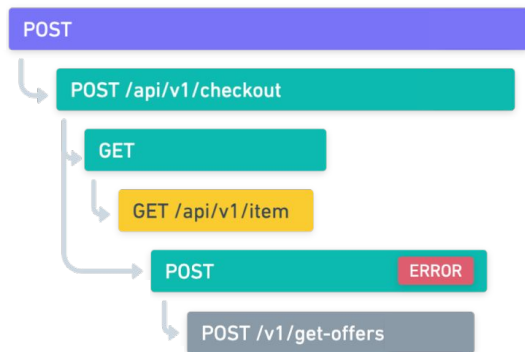 POST
POST /api/v1/checkout
GET
GET /api/v1/item
POST ERROR
POST /v1/get-offers